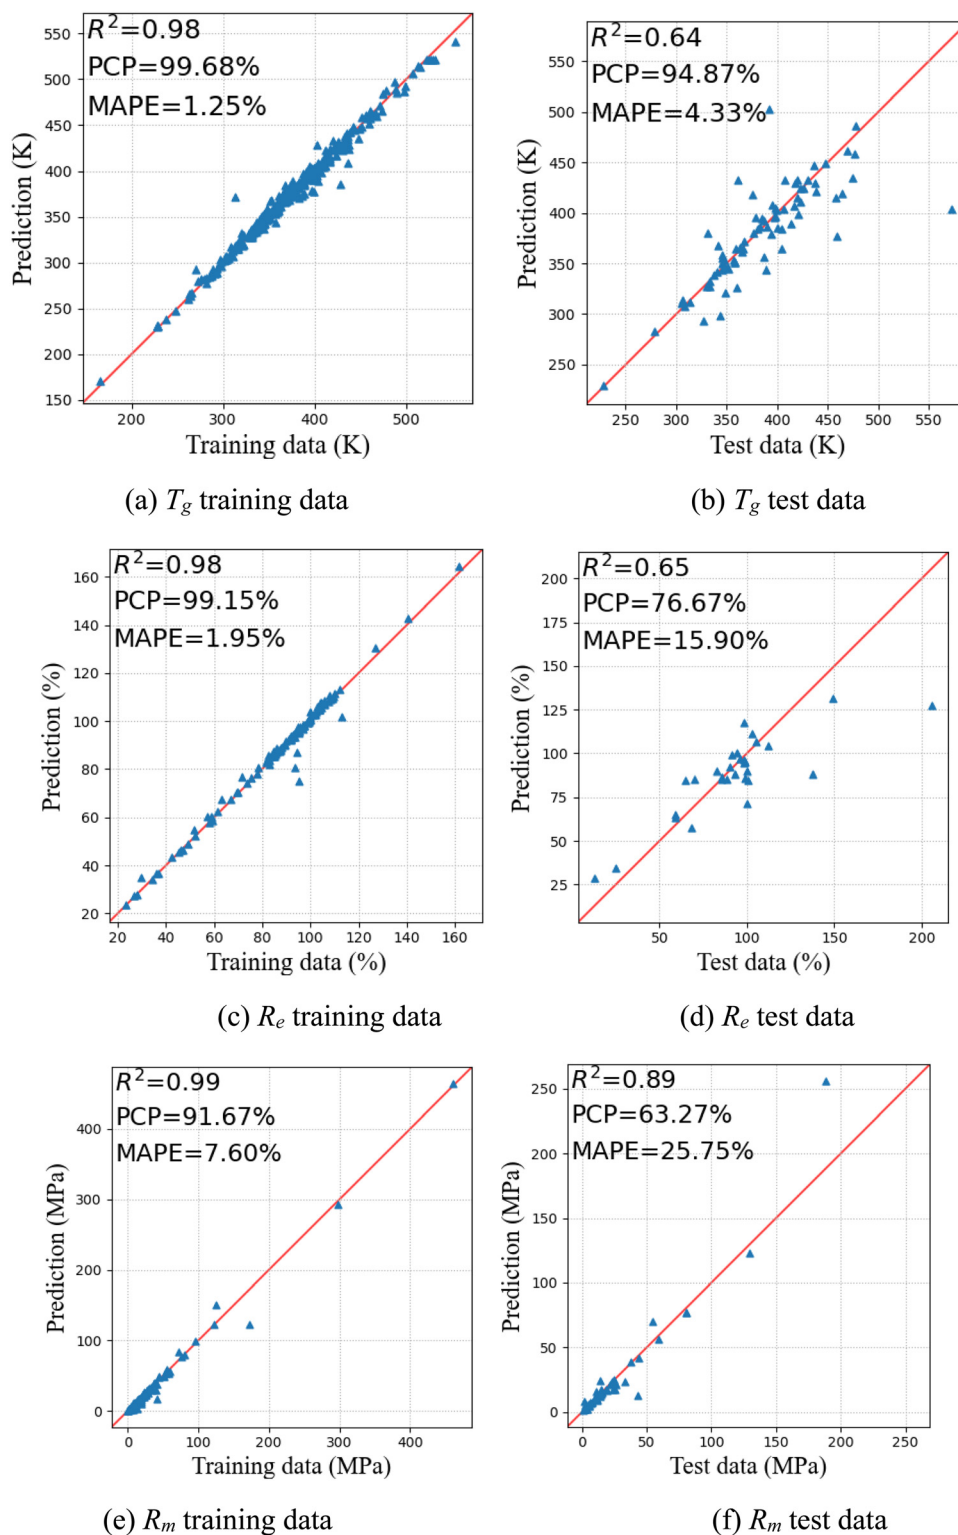 R²=0.98
PCP=99.68%
MAPE=1.25%
550
500
450
400
350
300
250
200
150
Prediction (K)
200 300 400 500
Training data (K)
(a) Tg training data
R²=0.64
PCP=94.87%
MAPE=4.33%
550
500
450
400
350
300
250
Prediction (K)
250 300 350 400 450 500 550
Test data (K)
(b) Tg test data
R²=0.98
PCP=99.15%
MAPE=1.95%
160
140
120
100
80
60
40
20
Prediction (%)
20 40 60 80 100 120 140 160
Training data (%)
(c) Re training data
R²=0.65
PCP=76.67%
MAPE=15.90%
200
175
150
125
100
75
50
25
Prediction (%)
50 100 150 200
Test data (%)
(d) Re test data
R²=0.99
PCP=91.67%
MAPE=7.60%
400
300
200
100
0
Prediction (MPa)
0 100 200 300 400
Training data (MPa)
(e) Rm training data
R²=0.89
PCP=63.27%
MAPE=25.75%
250
200
150
100
50
0
Prediction (MPa)
0 50 100 150 200 250
Test data (MPa)
(f) Rm test data